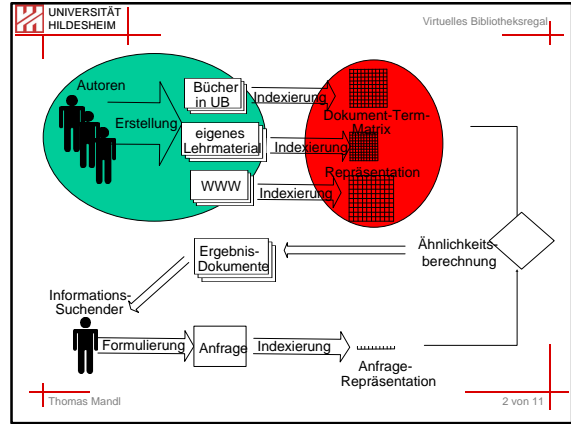 UNIVERSITÄT
HILDESHEIM
Virtuelles Bibliotheksregal
Autoren
Erstellung
Bücher
in UB
Indexierung
eigenes
Lehrmaterial
Indexierung
WWW
Indexierung
Dokument-Term-
Matrix
Repräsentation
Ergebnis-
Dokumente
Ähnlichkeits-
berechnung
Informations-
Suchender
Formulierung
Anfrage
Indexierung
Anfrage-
Repräsentation
Thomas Mandl
2 von 11